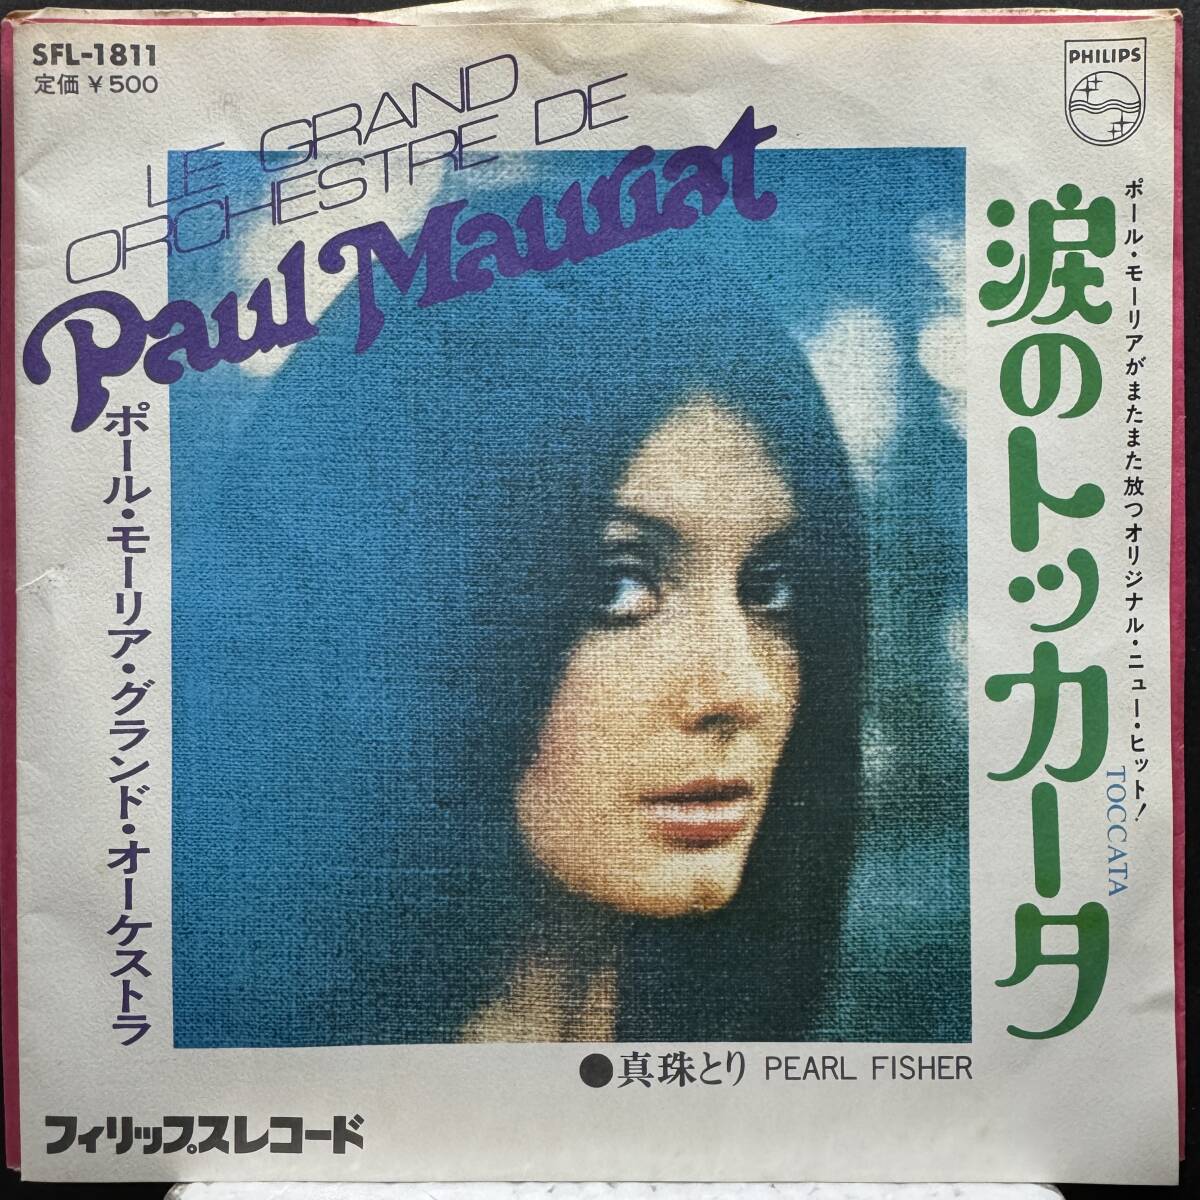 SFL-1811
定価 ¥500
LE GRAND
ORCHESTRE DE
Paul Mauriat
ポール・モーリア・グランド・オーケストラ
PHILIPS
ポール・モーリアがまたまた放つオリジナル・ニュー・ヒット!
涙のトッカータ
TOCCATA
●真珠とり PEARL FISHER
フィリップスレコード